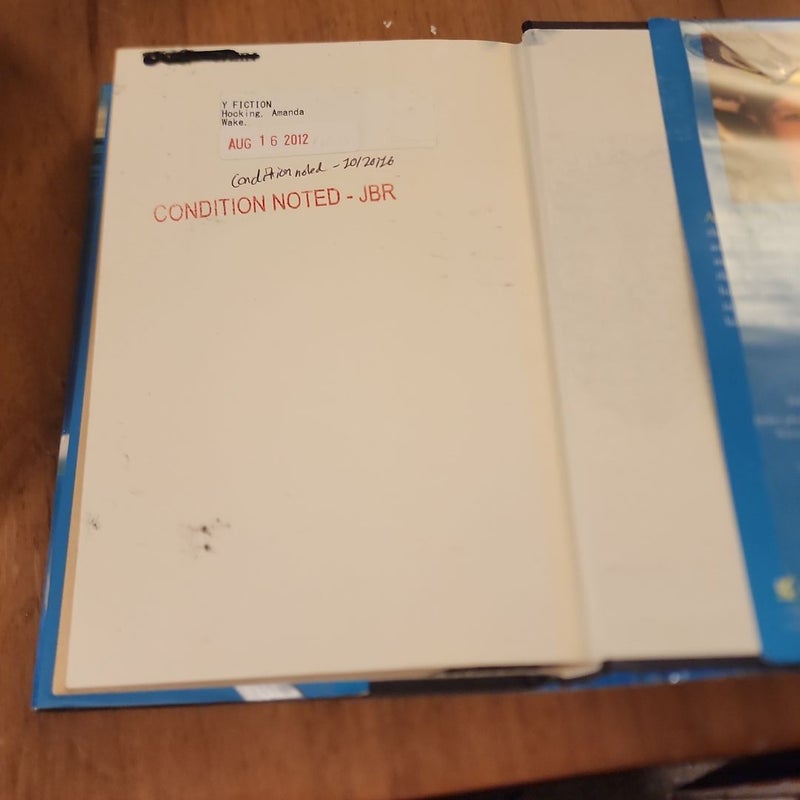 Y FICTION
Hocking, Amanda
Wake.
AUG 16 2012
Condition noted - 10/20/16
CONDITION NOTED - JBR